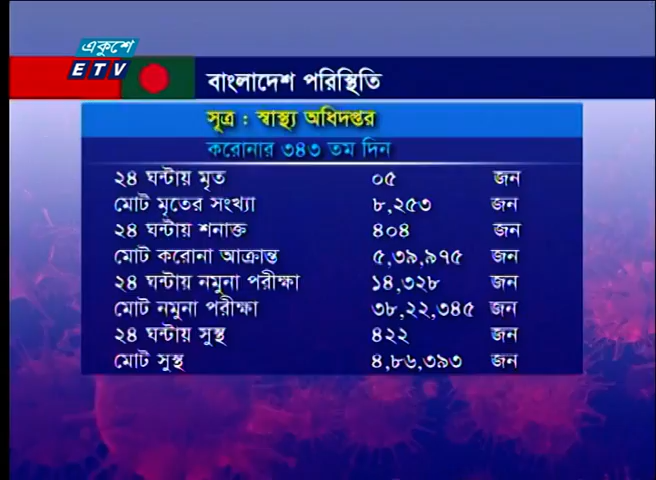 একুশে
ETV
বাংলাদেশ পরিস্থিতি
সূত্র : স্বাস্থ্য অধিদপ্তর
করোনার ৩৪৩ তম দিন
২৪ ঘন্টায় মৃত ০৫ জন
মোট মৃতের সংখ্যা ৮,২৫৩ জন
২৪ ঘন্টায় শনাক্ত ৪০৪ জন
মোট করোনা আক্রান্ত ৫,৩৯,৯৭৫ জন
২৪ ঘন্টায় নমুনা পরীক্ষা ১৪,৩২৮ জন
মোট নমুনা পরীক্ষা ৩৮,২২,৩৪৫ জন
২৪ ঘন্টায় সুস্থ ৪২২ জন
মোট সুস্থ ৪,৮৬,৩৯৩ জন